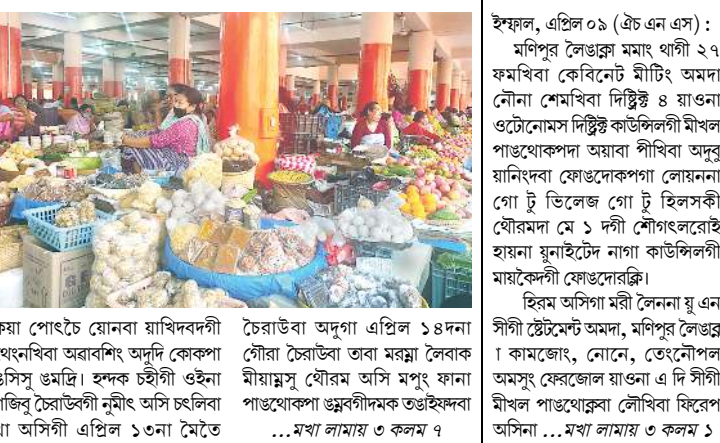 কয়া পোৎচৈ য়োনবা য়াখিদবদগী
থেংনখিবা অৱাবশিং অদুদি কোকপা
ঙসিসু ঙমদ্রি। হন্দক চহীগী ওইনা
জিবু চৈরাউবগী নুমীৎ অসি চৎলিবা
থা অসিগী এপ্রিল ১৩না মৈতৈ
চৈরাউবা অদুগা এপ্রিল ১৪দনা
গৌরা চৈরাউবা তাবা মরম্না লৈবাক
মীয়াম্নসু থৌরম অসি মপুং ফানা
পাঙথোকপা ঙম্নবগীদমক তঙাইফদবা
...মখা লামায় ৩ কলম ৭
ইম্ফাল, এপ্রিল ০৯ (ঐচ এন এস) :
মণিপুর লৈঙাক্না মমাং থাগী ২৭
ফমখিবা কেবিনেট মীটিং অমদা
নৌনা শেমখিবা দিষ্ট্রিক্ট ৪ য়াওনা
ওটোনোমস দিষ্ট্রিক্ট কাউন্সিলগী মীখল
পাঙথোকপদা অয়াবা পীখিবা অদুবু
য়ানিংদবা ফোঙদোকপগা লোয়ননা
গো টু ভিলেজ গো টু হিলসকী
থৌরমদা মে ১ দগী শৌগৎলরোই
হায়না য়ুনাইটেদ নাগা কাউন্সিলগী
মায়কৈদগী ফোঙদোরক্লি।
হিরম অসিগা মরী লৈননা য়ু এন
সীগী ষ্টেটমেন্ট অমদা, মণিপুর লৈঙাক্ন
া কামজোং, নোনে, তেংনৌপল
অমসুং ফেরজোল য়াওনা এ দি সীগী
মীখল পাঙথোক্লবা লৌখিবা ফিরেপ
অসিনা ...মখা লামায় ৩ কলম ১